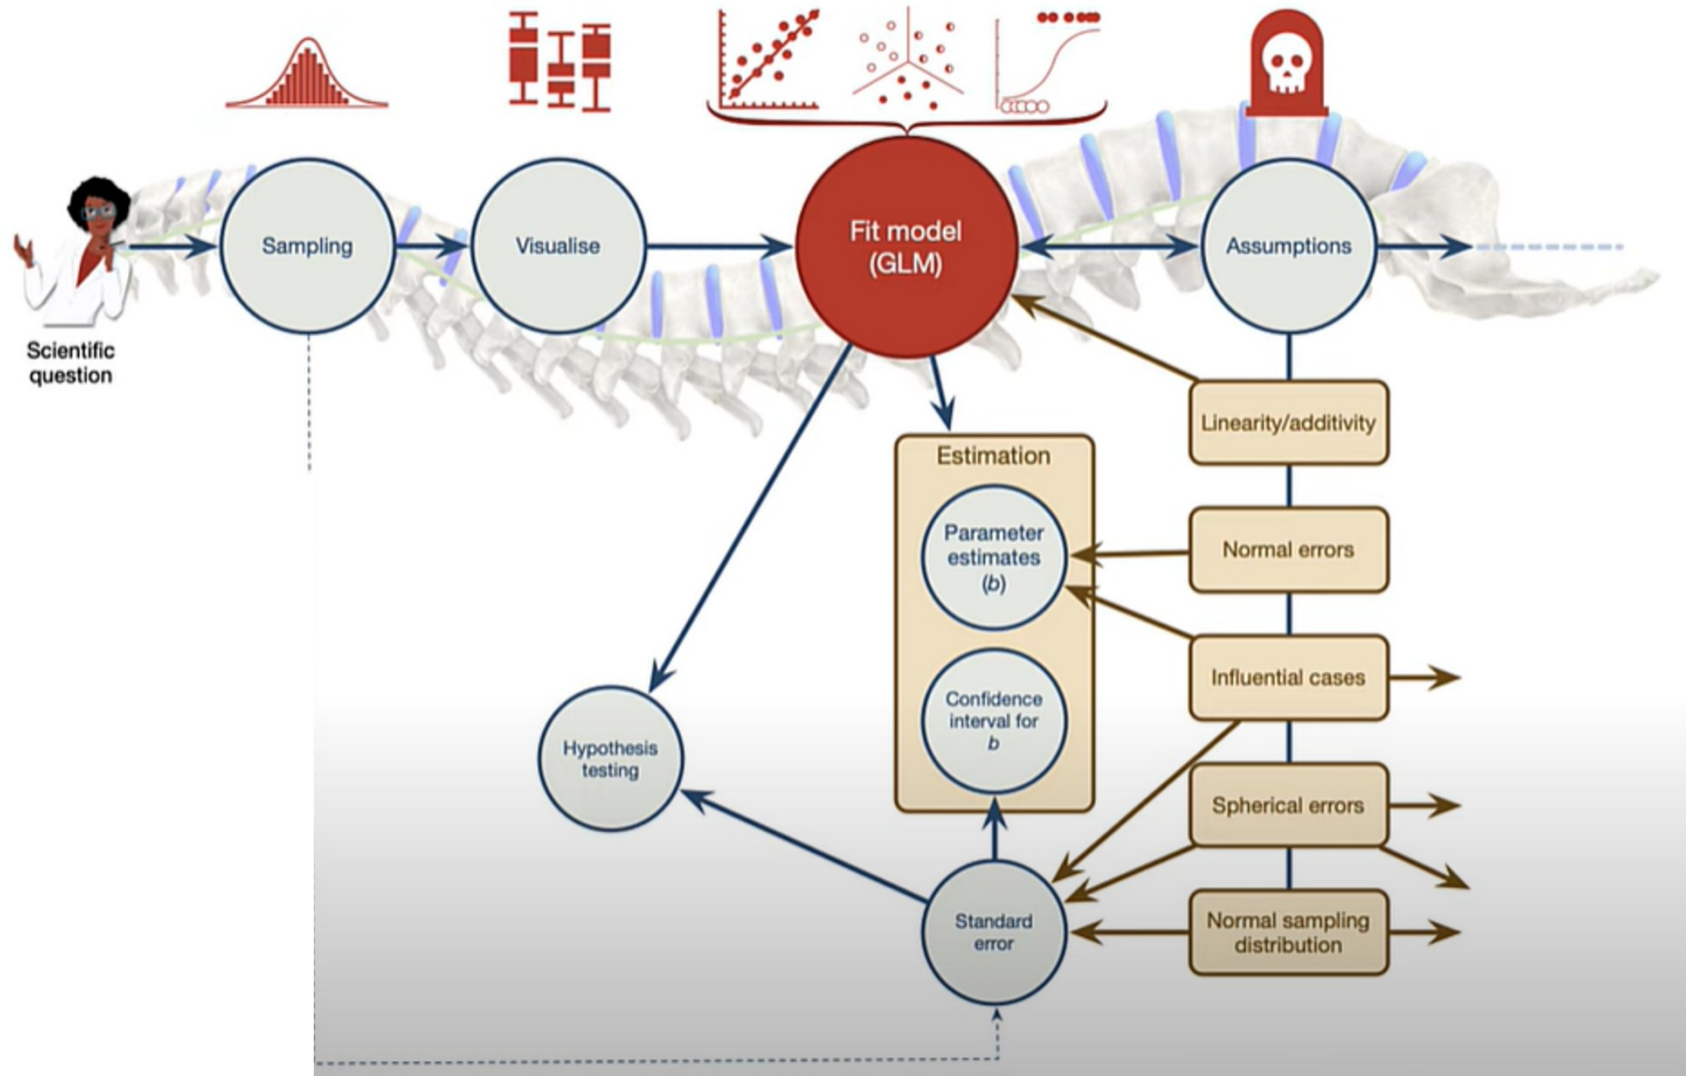 Scientific
question
Sampling
Visualise
Fit model
(GLM)
Assumptions
Linearity/additivity
Normal errors
Influential cases
Spherical errors
Normal sampling
distribution
Estimation
Parameter
estimates
(b)
Confidence
interval for
b
Standard
error
Hypothesis
testing